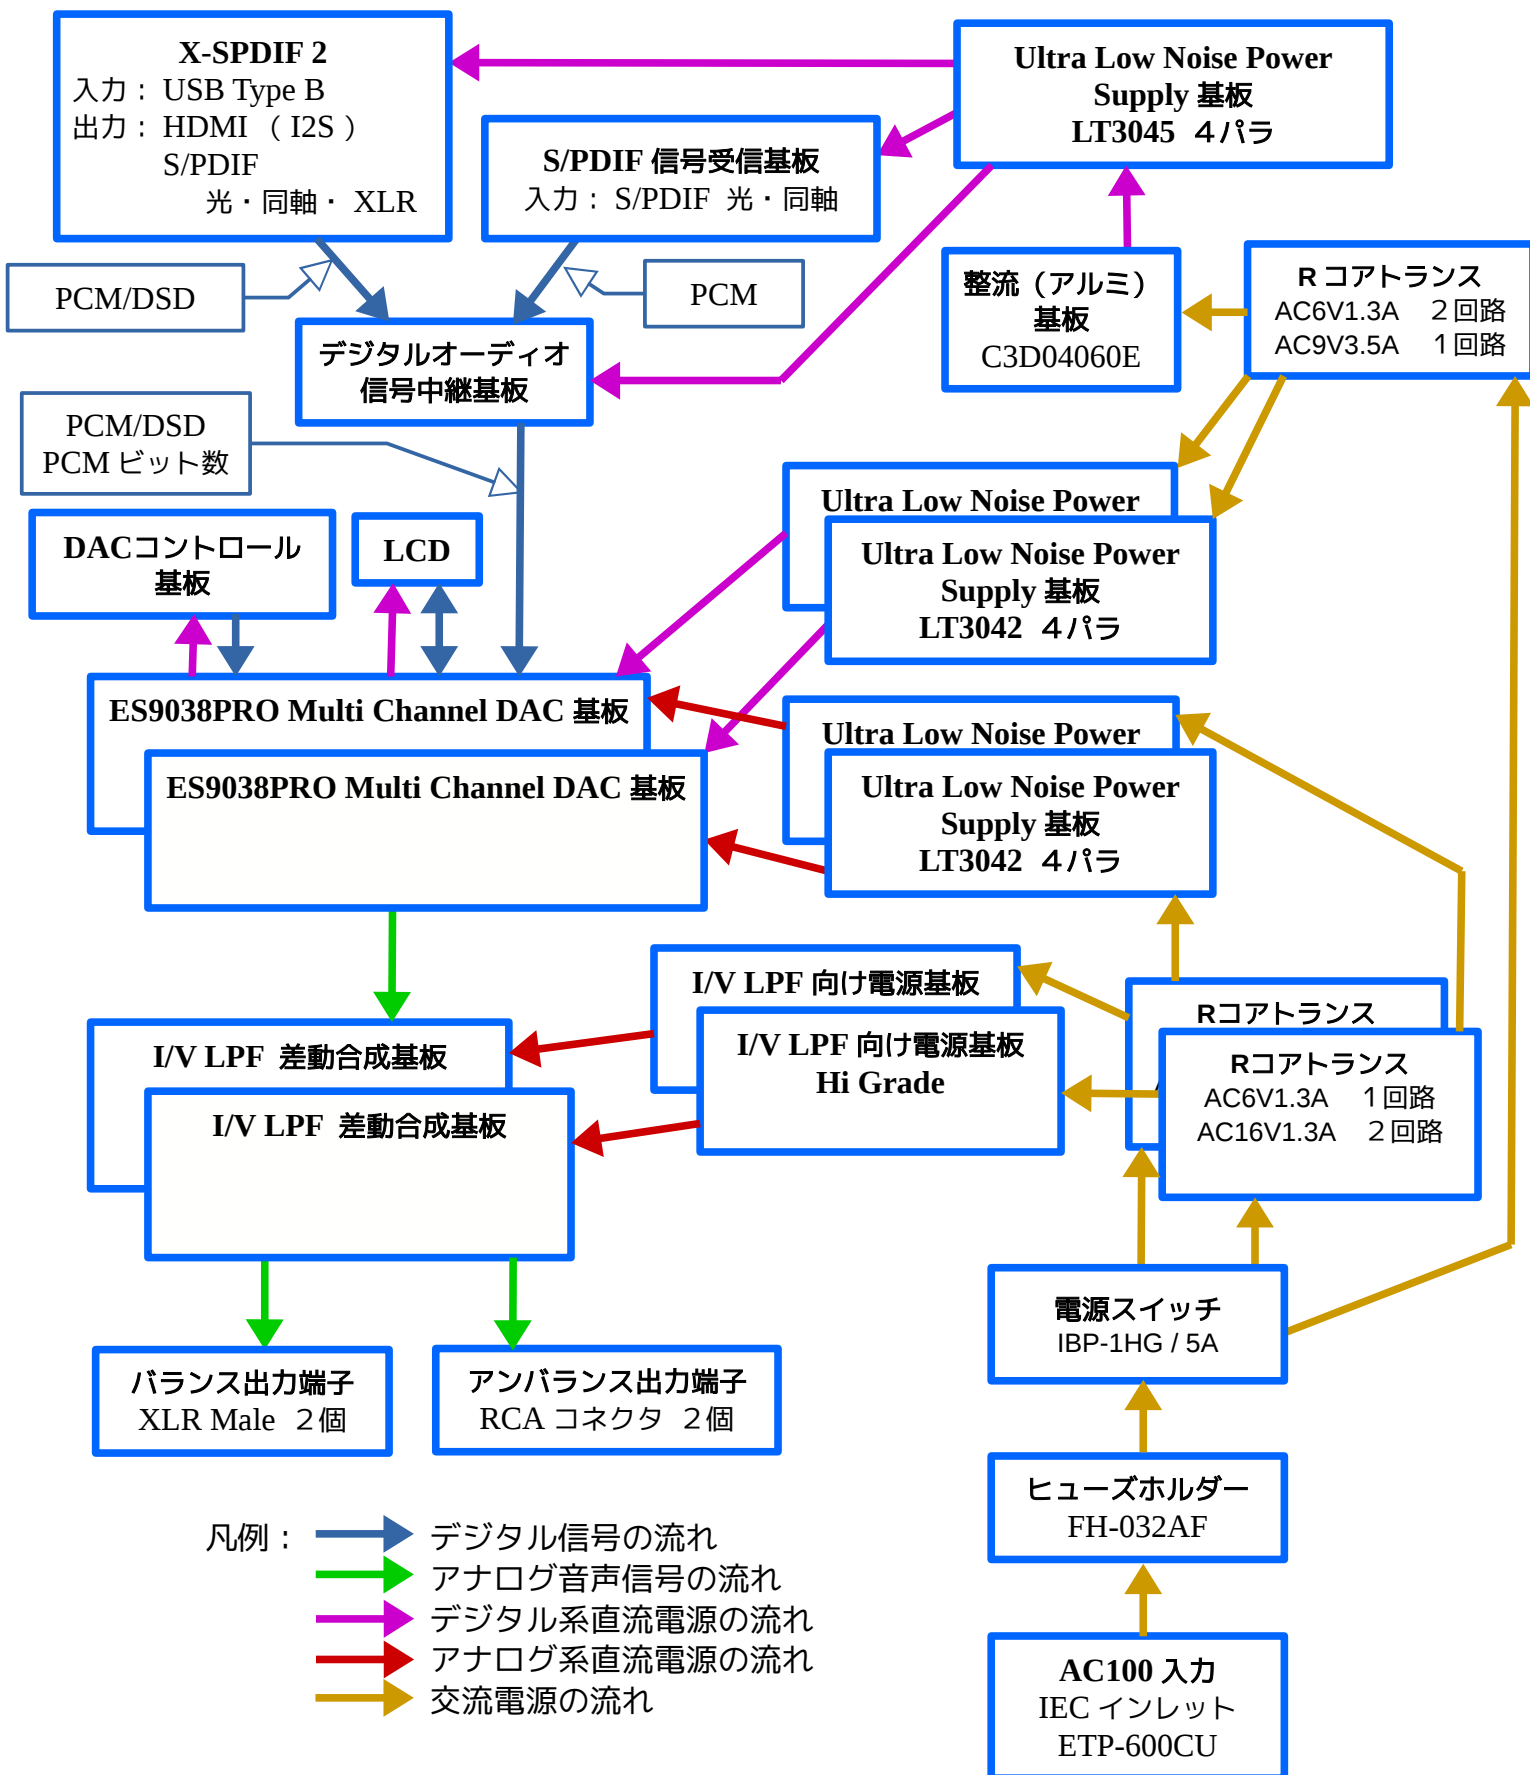 X-SPDIF 2
入力： USB Type B
出力： HDMI （ I2S ）
S/PDIF
光・同軸・ XLR
Ultra Low Noise Power
Supply 基板
LT3045 ４パラ
S/PDIF 信号受信基板
入力： S/PDIF 光・同軸
PCM/DSD
PCM
整流（アルミ）
基板
C3D04060E
R コアトランス
AC6V1.3A ２回路
AC9V3.5A １回路
デジタルオーディオ
信号中継基板
PCM/DSD
PCM ビット数
DACコントロール
基板
LCD
Ultra Low Noise Power
Ultra Low Noise Power
Supply 基板
LT3042 ４パラ
ES9038PRO Multi Channel DAC 基板
ES9038PRO Multi Channel DAC 基板
Ultra Low Noise Power
Ultra Low Noise Power
Supply 基板
LT3042 ４パラ
I/V LPF 向け電源基板
I/V LPF 向け電源基板
Hi Grade
Rコアトランス
Rコアトランス
AC6V1.3A １回路
AC16V1.3A ２回路
I/V LPF 差動合成基板
I/V LPF 差動合成基板
電源スイッチ
IBP-1HG / 5A
バランス出力端子
XLR Male ２個
アンバランス出力端子
RCA コネクタ ２個
ヒューズホルダー
FH-032AF
AC100 入力
IEC インレット
ETP-600CU
凡例：
デジタル信号の流れ
アナログ音声信号の流れ
デジタル系直流電源の流れ
アナログ系直流電源の流れ
交流電源の流れ